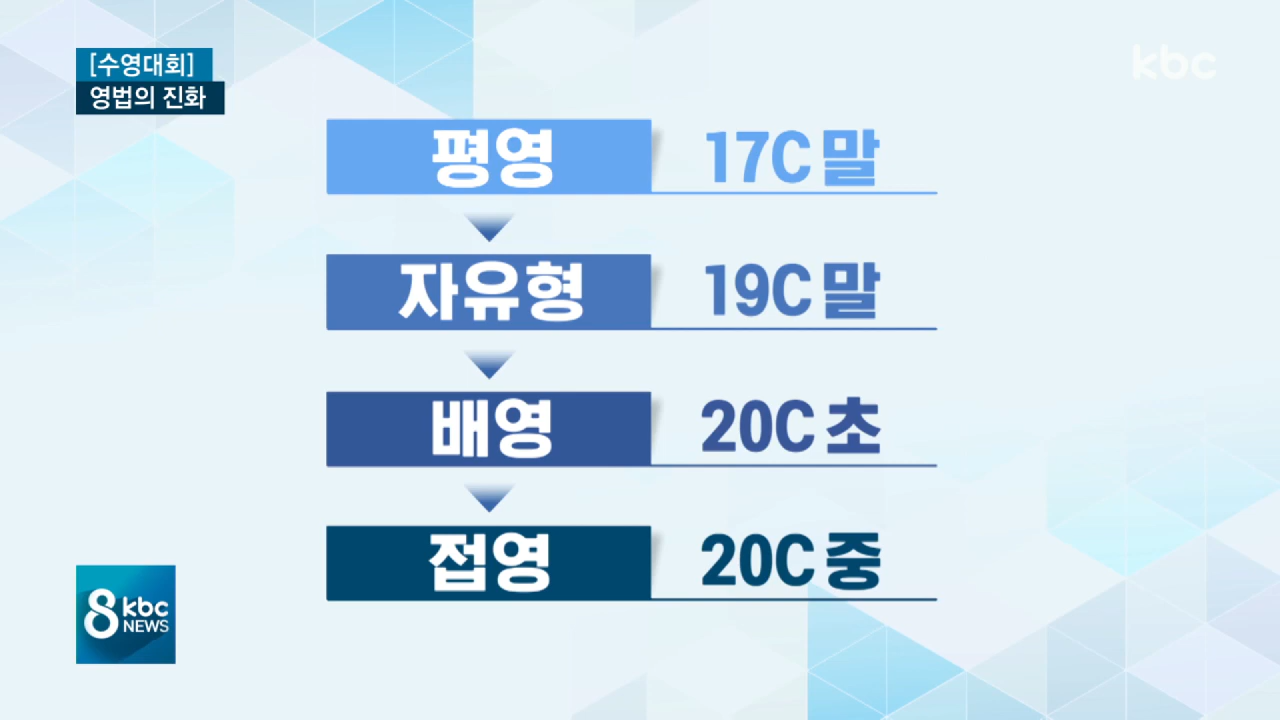 [수영대회]
영법의 진화
kbc
평영 17C 말
자유형 19C 말
배영 20C 초
접영 20C 중
8 kbc
NEWS